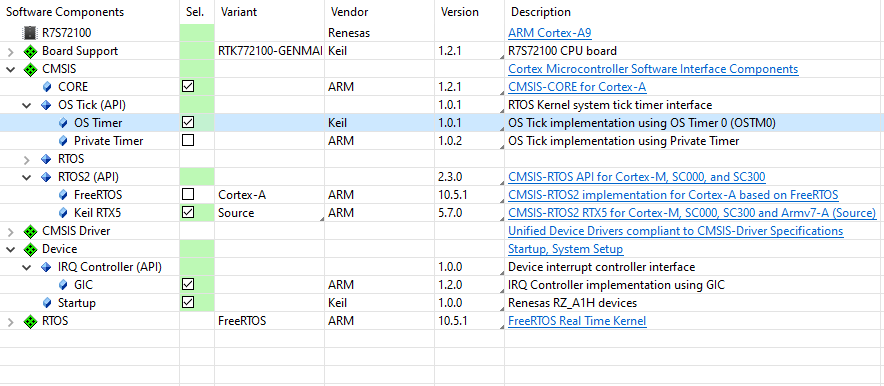 Software Components Sel. Variant Vendor Version Description
R7S72100 Renesas ARM Cortex-A9
Board Support RTK772100-GENMAI Keil 1.2.1 R7S72100 CPU board
CMSIS Cortex Microcontroller Software Interface Components
CORE ARM 1.2.1 CMSIS-CORE for Cortex-A
OS Tick (API) 1.0.1 RTOS Kernel system tick timer interface
OS Timer Keil 1.0.1 OS Tick implementation using OS Timer 0 (OSTM0)
Private Timer ARM 1.0.2 OS Tick implementation using Private Timer
RTOS
RTOS2 (API) 2.3.0 CMSIS-RTOS API for Cortex-M, SC000, and SC300
FreeRTOS Cortex-A ARM 10.5.1 CMSIS-RTOS2 implementation for Cortex-A based on FreeRTOS
Keil RTX5 Source ARM 5.7.0 CMSIS-RTOS2 RTX5 for Cortex-M, SC000, SC300 and Armv7-A (Source)
CMSIS Driver Unified Device Drivers compliant to CMSIS-Driver Specifications
Device Startup, System Setup
IRQ Controller (API) 1.0.0 Device interrupt controller interface
GIC ARM 1.2.0 IRQ Controller implementation using GIC
Startup Keil 1.0.0 Renesas RZ_A1H devices
RTOS FreeRTOS ARM 10.5.1 FreeRTOS Real Time Kernel